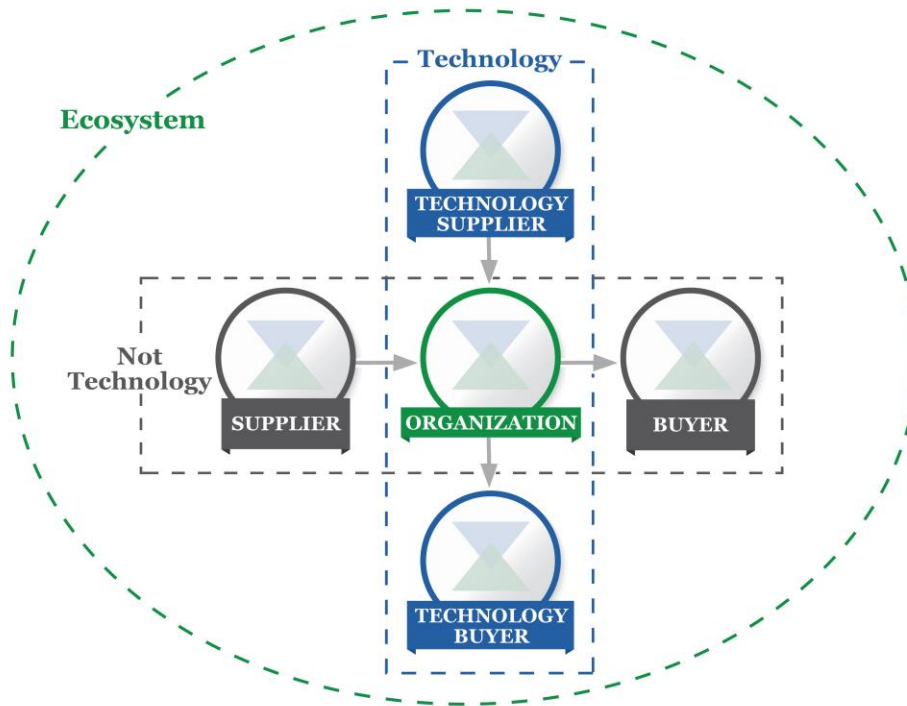 Technology
Ecosystem
TECHNOLOGY
SUPPLIER
Not
Technology
SUPPLIER
ORGANIZATION
BUYER
TECHNOLOGY
BUYER